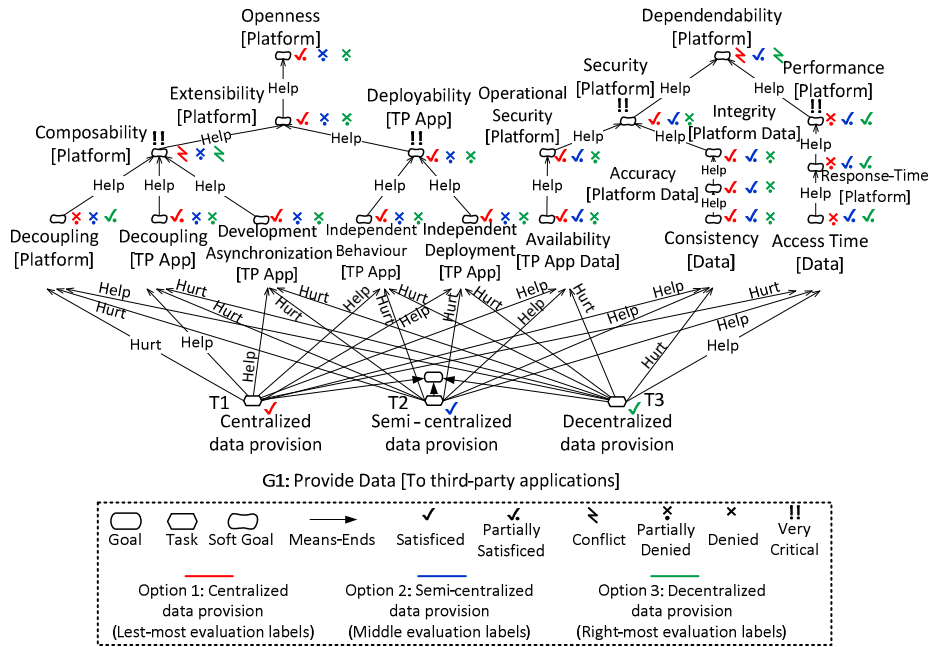 Openness
[Platform]
Dependendability
[Platform]
Help
Extensibility
[Platform]
Deployability
[TP App]
!!
Operational
Security
[Platform]
Security
[Platform]
!!
Help
Help
Performance
[Platform]
!!
Integrity
[Platform Data]
Composability
[Platform]
!!
Help
Help
Help
Help
Help
Accuracy
[Platform Data]
Response-Time
[Platform]
Help
Help
Help
Help
Help
Help
Help
Help
Help
Decoupling
[Platform]
Decoupling
[TP App]
Development
Asynchronization
[TP App]
Independent
Behaviour
[TP App]
Independent
Deployment
[TP App]
Availability
[TP App Data]
Consistency
[Data]
Access Time
[Data]
Help
Hurt
Hurt
Help
Hurt
Help
Hurt
Hurt
Help
Help
Hurt
Hurt
Help
Hurt
Hurt
Help
Help
Hurt
Help
Help
Hurt
Hurt
Help
Help
T1
Centralized
data provision
T2
Semi-centralized
data provision
T3
Decentralized
data provision
G1: Provide Data [To third-party applications]
Goal
Task
Soft Goal
Means-Ends
Satisficed
Partially
Satisficed
Conflict
Partially
Denied
Denied
!!
Very
Critical
Option 1: Centralized
data provision
(Lest-most evaluation labels)
Option 2: Semi-centralized
data provision
(Middle evaluation labels)
Option 3: Decentralized
data provision
(Right-most evaluation labels)